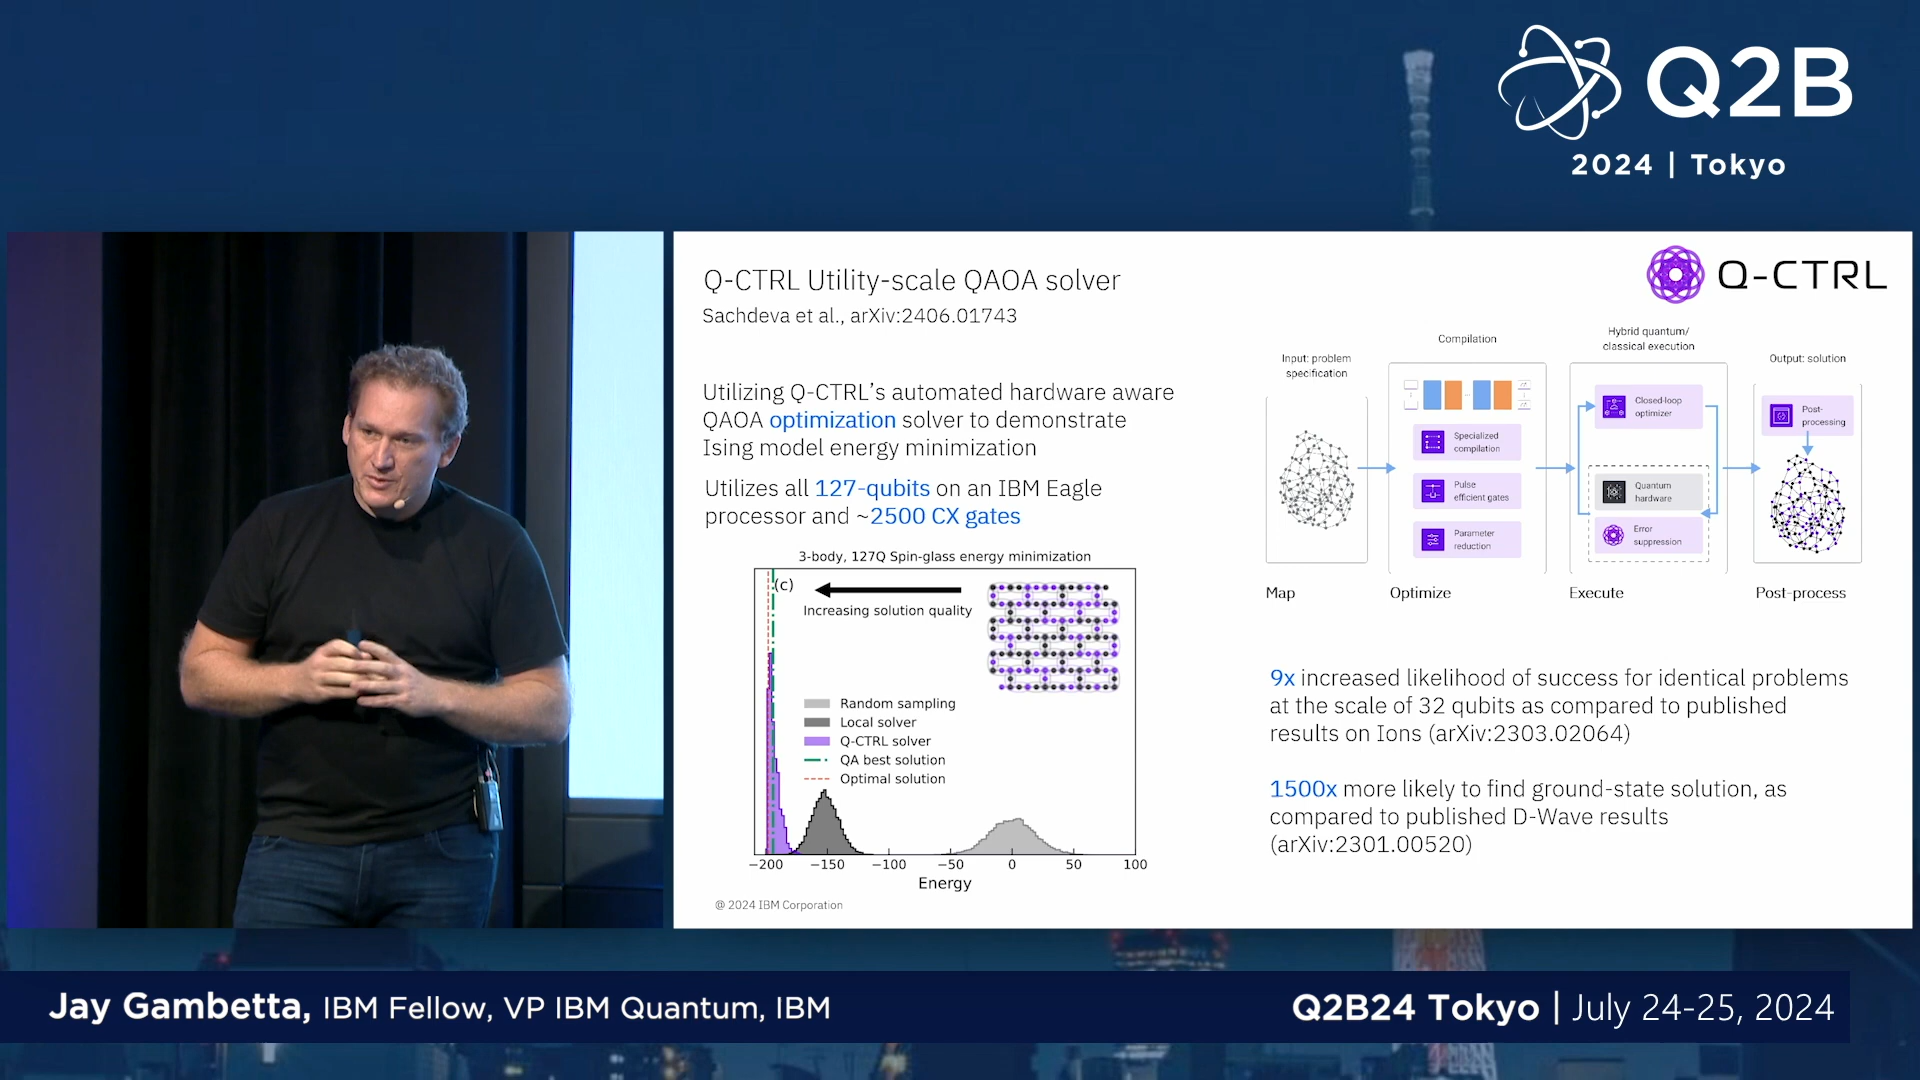 Q2B
2024 | Tokyo
Q-CTRL
Q-CTRL Utility-scale QAOA solver
Sachdeva et al., arXiv:2406.01743
Utilizing Q-CTRL's automated hardware aware
QAOA optimization solver to demonstrate
Ising model energy minimization
Utilizes all 127-qubits on an IBM Eagle
processor and ~2500 CX gates
3-body, 127Q Spin-glass energy minimization
(c)
Increasing solution quality
Random sampling
Local solver
Q-CTRL solver
QA best solution
Optimal solution
−200 −150 −100 −50 0 50 100
Energy
@ 2024 IBM Corporation
Input: problem
specification
Compilation
Hybrid quantum/
classical execution
Output: solution
Specialized
compilation
Pulse
efficient gates
Parameter
reduction
Closed-loop
optimizer
Quantum
hardware
Error
suppression
Post-
processing
Map
Optimize
Execute
Post-process
9x increased likelihood of success for identical problems
at the scale of 32 qubits as compared to published
results on Ions (arXiv:2303.02064)
1500x more likely to find ground-state solution, as
compared to published D-Wave results
(arXiv:2301.00520)
Jay Gambetta, IBM Fellow, VP IBM Quantum, IBM
Q2B24 Tokyo | July 24-25, 2024